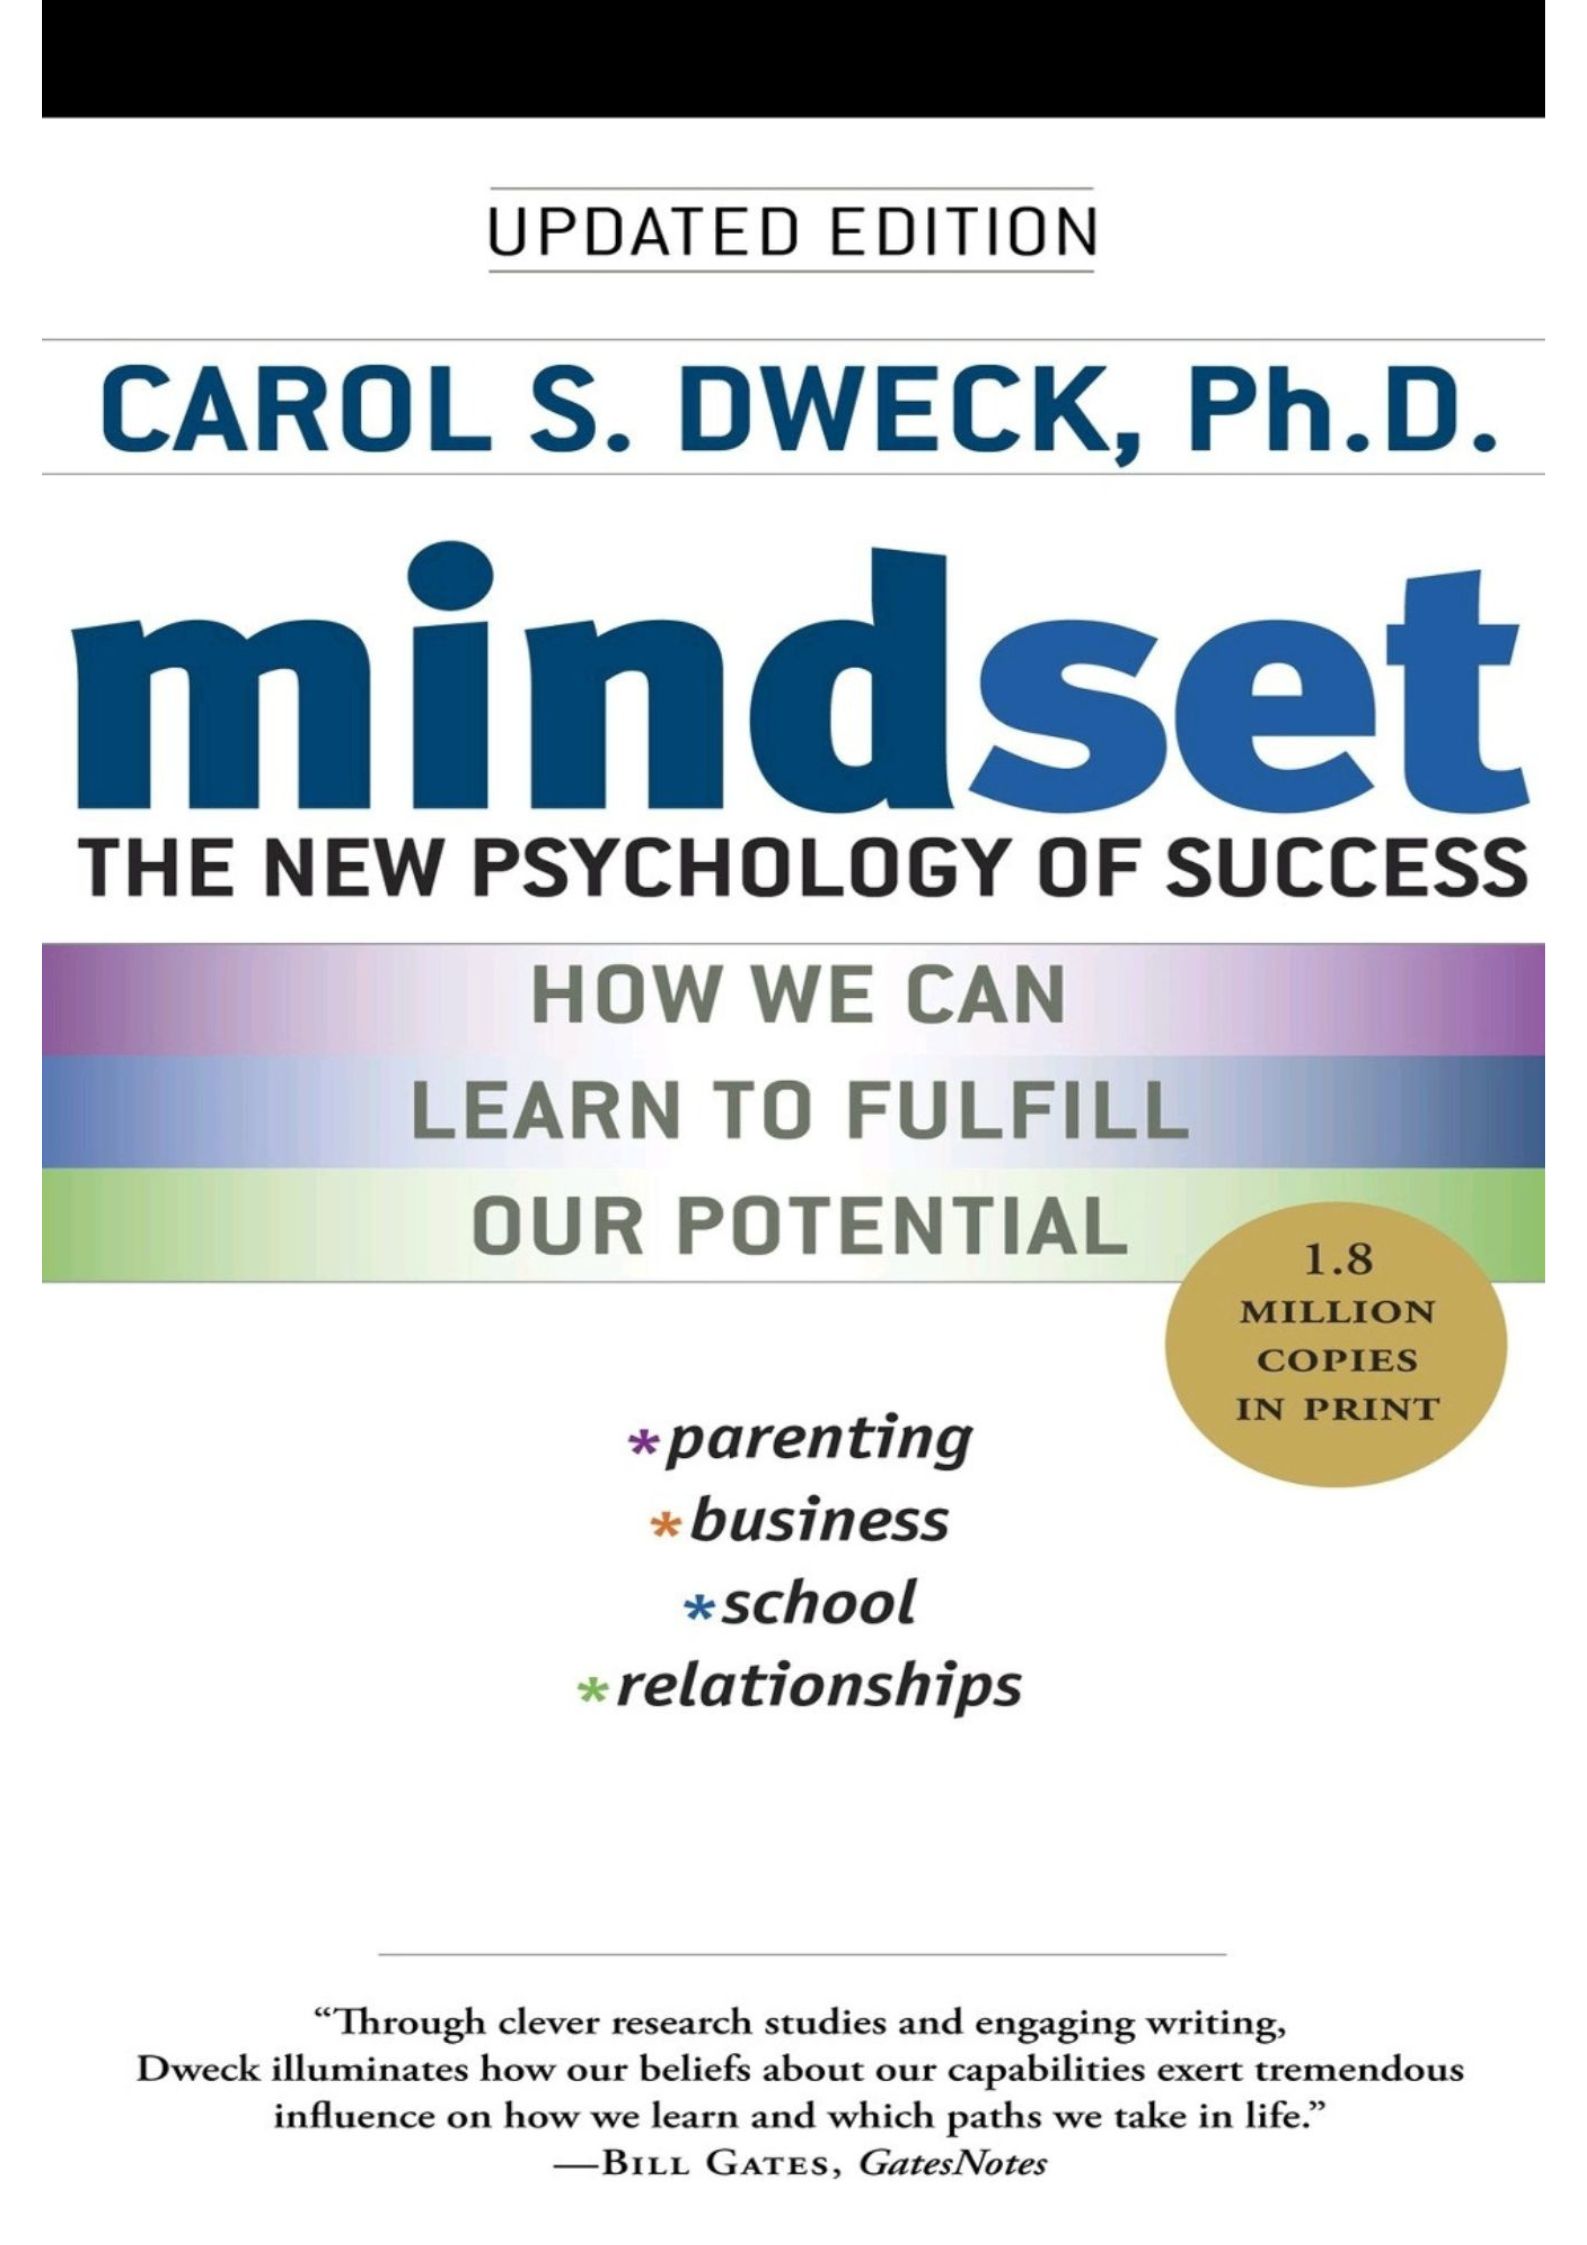 UPDATED EDITION
CAROL S. DWECK, Ph.D.
mindset
THE NEW PSYCHOLOGY OF SUCCESS
HOW WE CAN
LEARN TO FULFILL
OUR POTENTIAL
1.8
MILLION
COPIES
IN PRINT
*parenting
*business
*school
*relationships
“Through clever research studies and engaging writing,
Dweck illuminates how our beliefs about our capabilities exert tremendous
influence on how we learn and which paths we take in life.”
—BILL GATES, GatesNotes